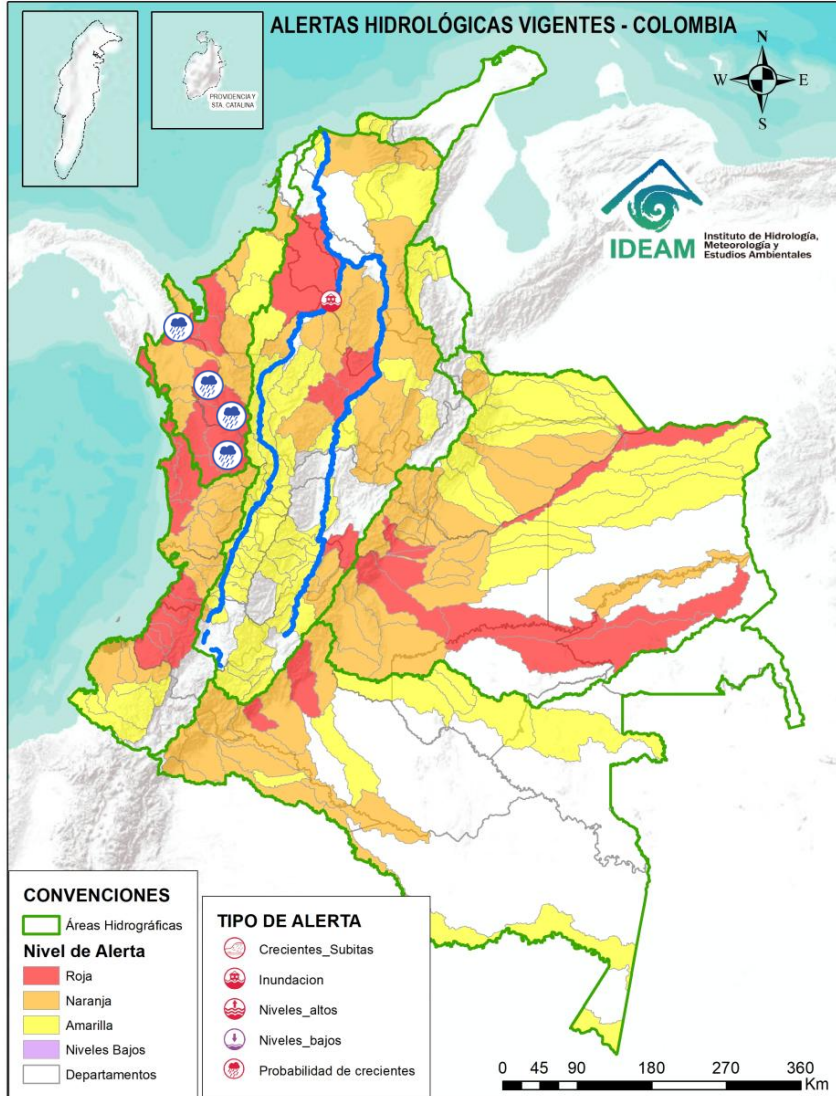 ALERTAS HIDROLÓGICAS VIGENTES - COLOMBIA
PROVIDENCIA Y
STA. CATALINA
N
W
E
S
IDEAM
Instituto de Hidrología,
Meteorología y
Estudios Ambientales
CONVENCIONES
Áreas Hidrográficas
Nivel de Alerta
Roja
Naranja
Amarilla
Niveles Bajos
Departamentos
TIPO DE ALERTA
Crecientes_Subitas
Inundacion
Niveles_altos
Niveles_bajos
Probabilidad de crecientes
0 45 90 180 270 360
Km